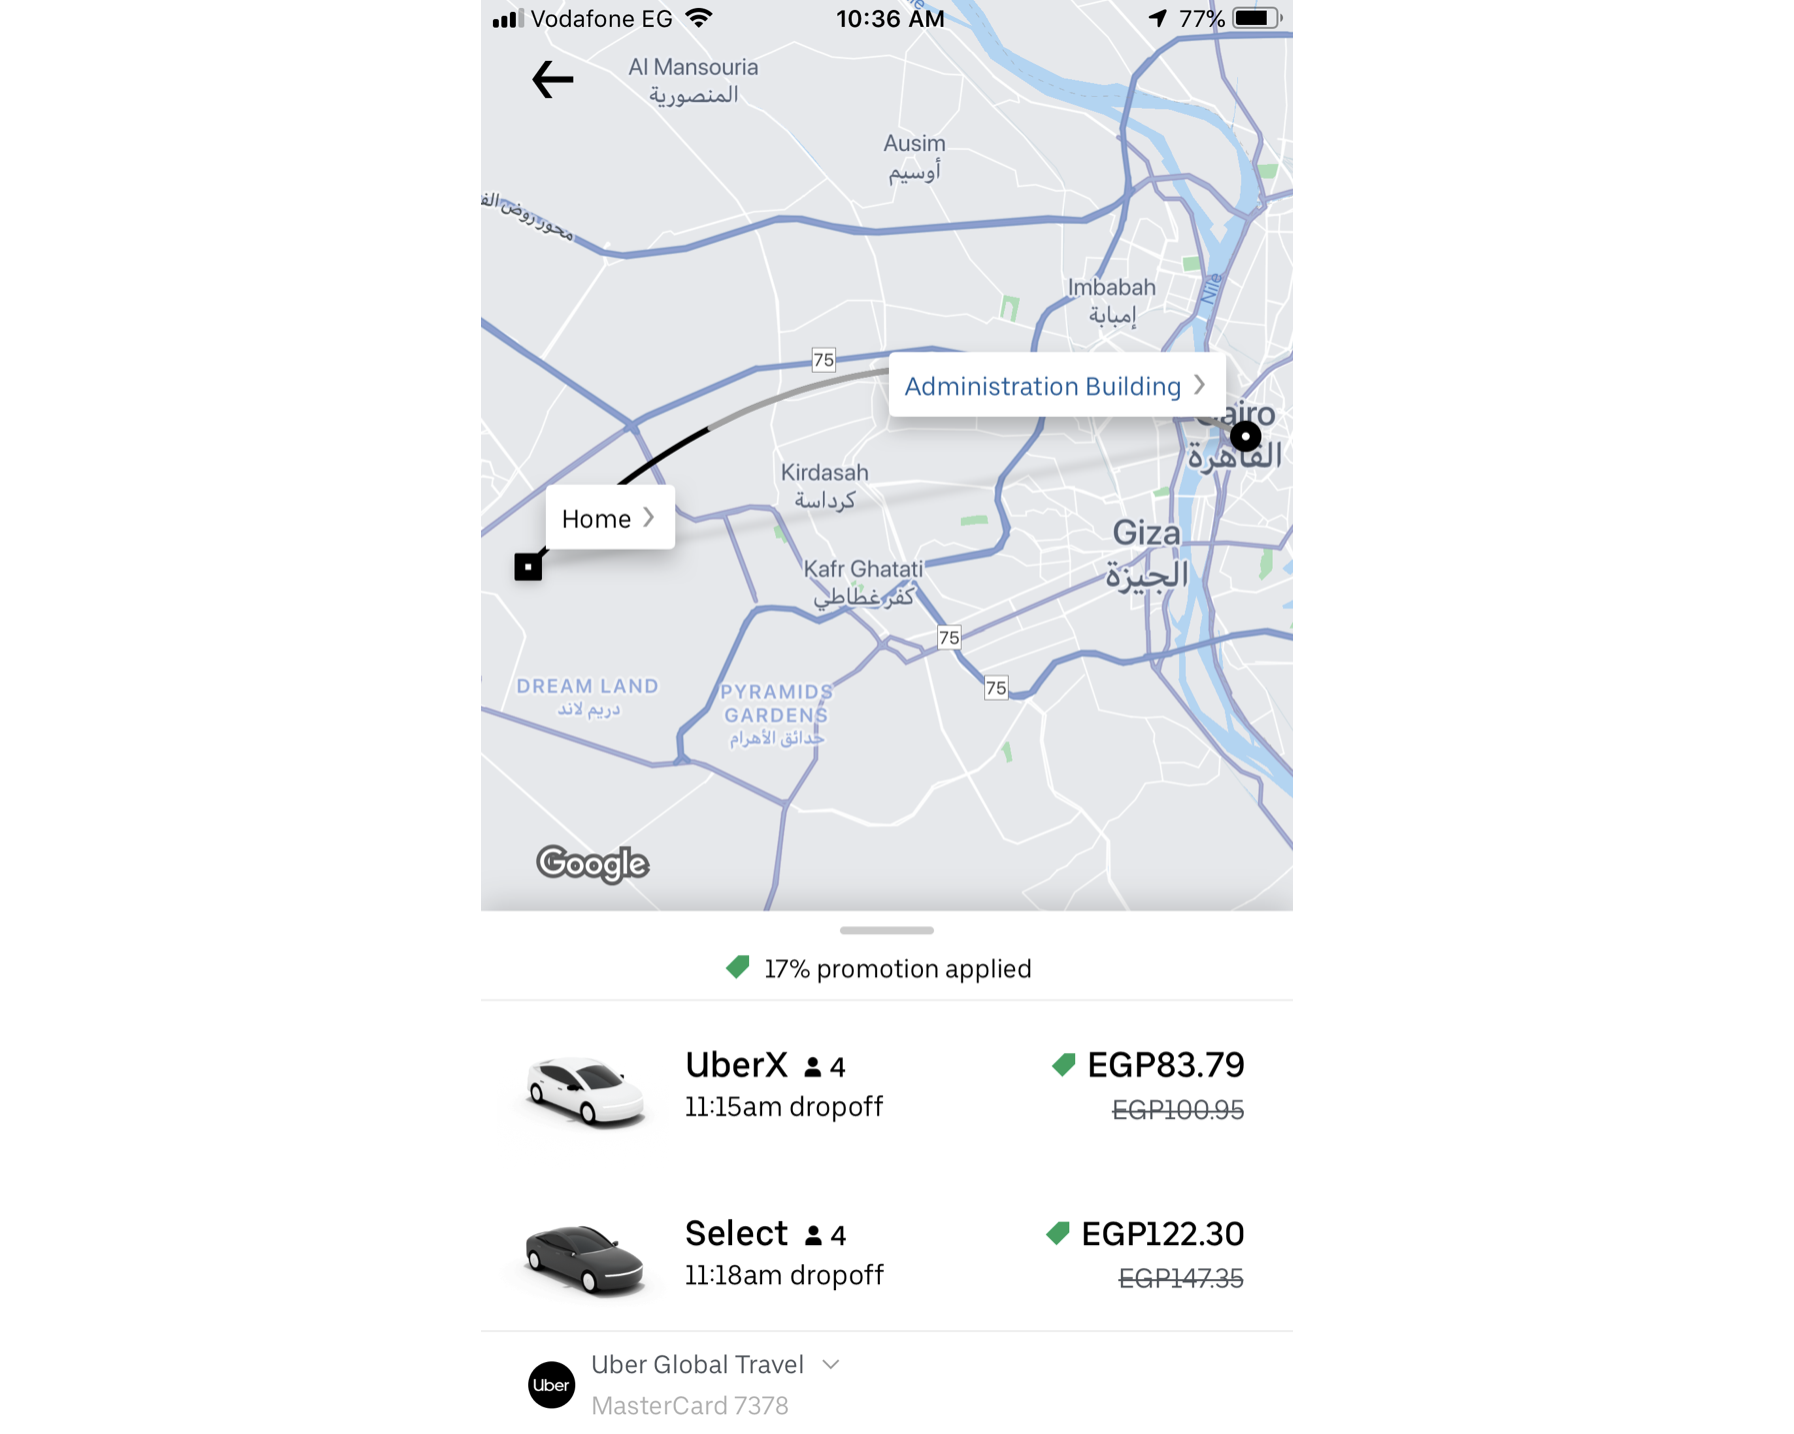 Vodafone EG
10:36 AM
77%
Al Mansouria
المنصورية
Ausim
أوسيم
محور روض الف
Imbabah
إمبابة
Nile
75
Administration Building
airo
القاهرة
Home
Kirdasah
كرداسة
Giza
الجيزة
Kafr Ghatati
كفر غطاطي
75
75
DREAM LAND
دريم لاند
PYRAMIDS
GARDENS
حدائق الأهرام
Google
17% promotion applied
UberX 4
EGP83.79
11:15am dropoff
EGP100.95
Select 4
EGP122.30
11:18am dropoff
EGP147.35
Uber
Uber Global Travel
MasterCard 7378